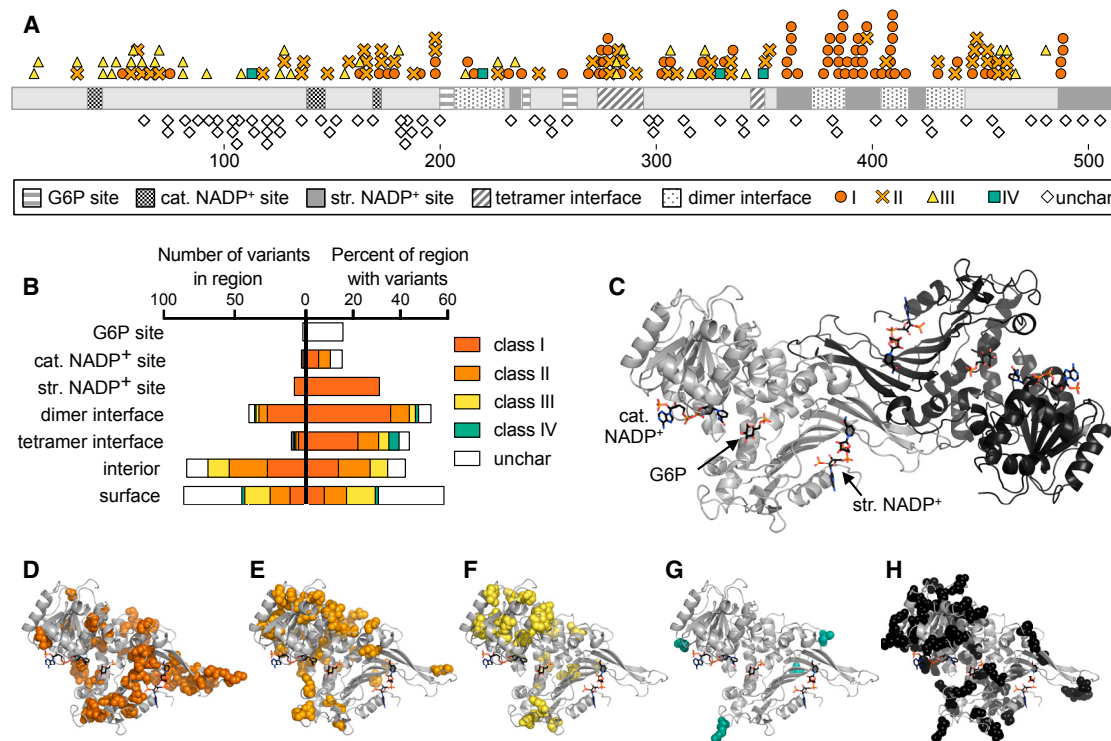 A
100
200
300
400
500
G6P site
cat. NADP+ site
str. NADP+ site
tetramer interface
dimer interface
I
II
III
IV
unchar
B
Number of variants
in region
Percent of region
with variants
100
50
0
20
40
60
G6P site
cat. NADP+ site
str. NADP+ site
dimer interface
tetramer interface
interior
surface
class I
class II
class III
class IV
unchar
C
cat.
NADP+
G6P
str. NADP+
D
E
F
G
H